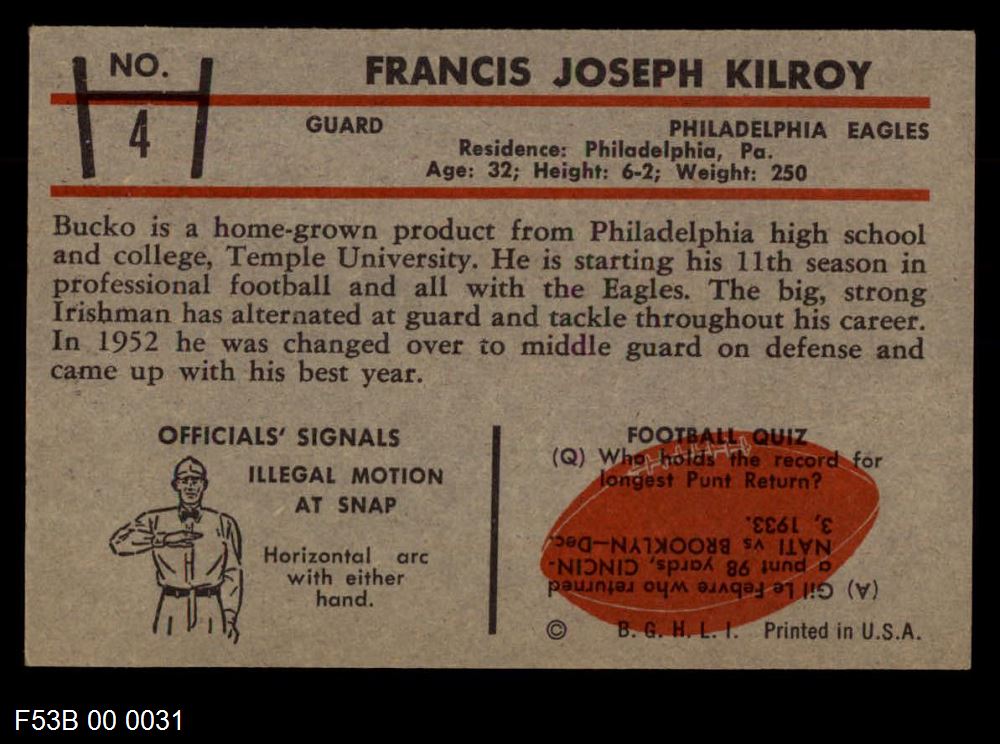 NO.
4
FRANCIS JOSEPH KILROY
GUARD
PHILADELPHIA EAGLES
Residence: Philadelphia, Pa.
Age: 32; Height: 6-2; Weight: 250
Bucko is a home-grown product from Philadelphia high school
and college, Temple University. He is starting his 11th season in
professional football and all with the Eagles. The big, strong
Irishman has alternated at guard and tackle throughout his career.
In 1952 he was changed over to middle guard on defense and
came up with his best year.
OFFICIALS' SIGNALS
ILLEGAL MOTION
AT SNAP
Horizontal arc
with either
hand.
FOOTBALL QUIZ
(Q) Who holds the record for
longest Punt Return?
(A) Gil Le Febvre who returned
a punt 98 yards, CINCIN-
NATI vs BROOKLYN—Dec.
3, 1933.
© B. G. H. L. I. Printed in U.S.A.
F53B 00 0031